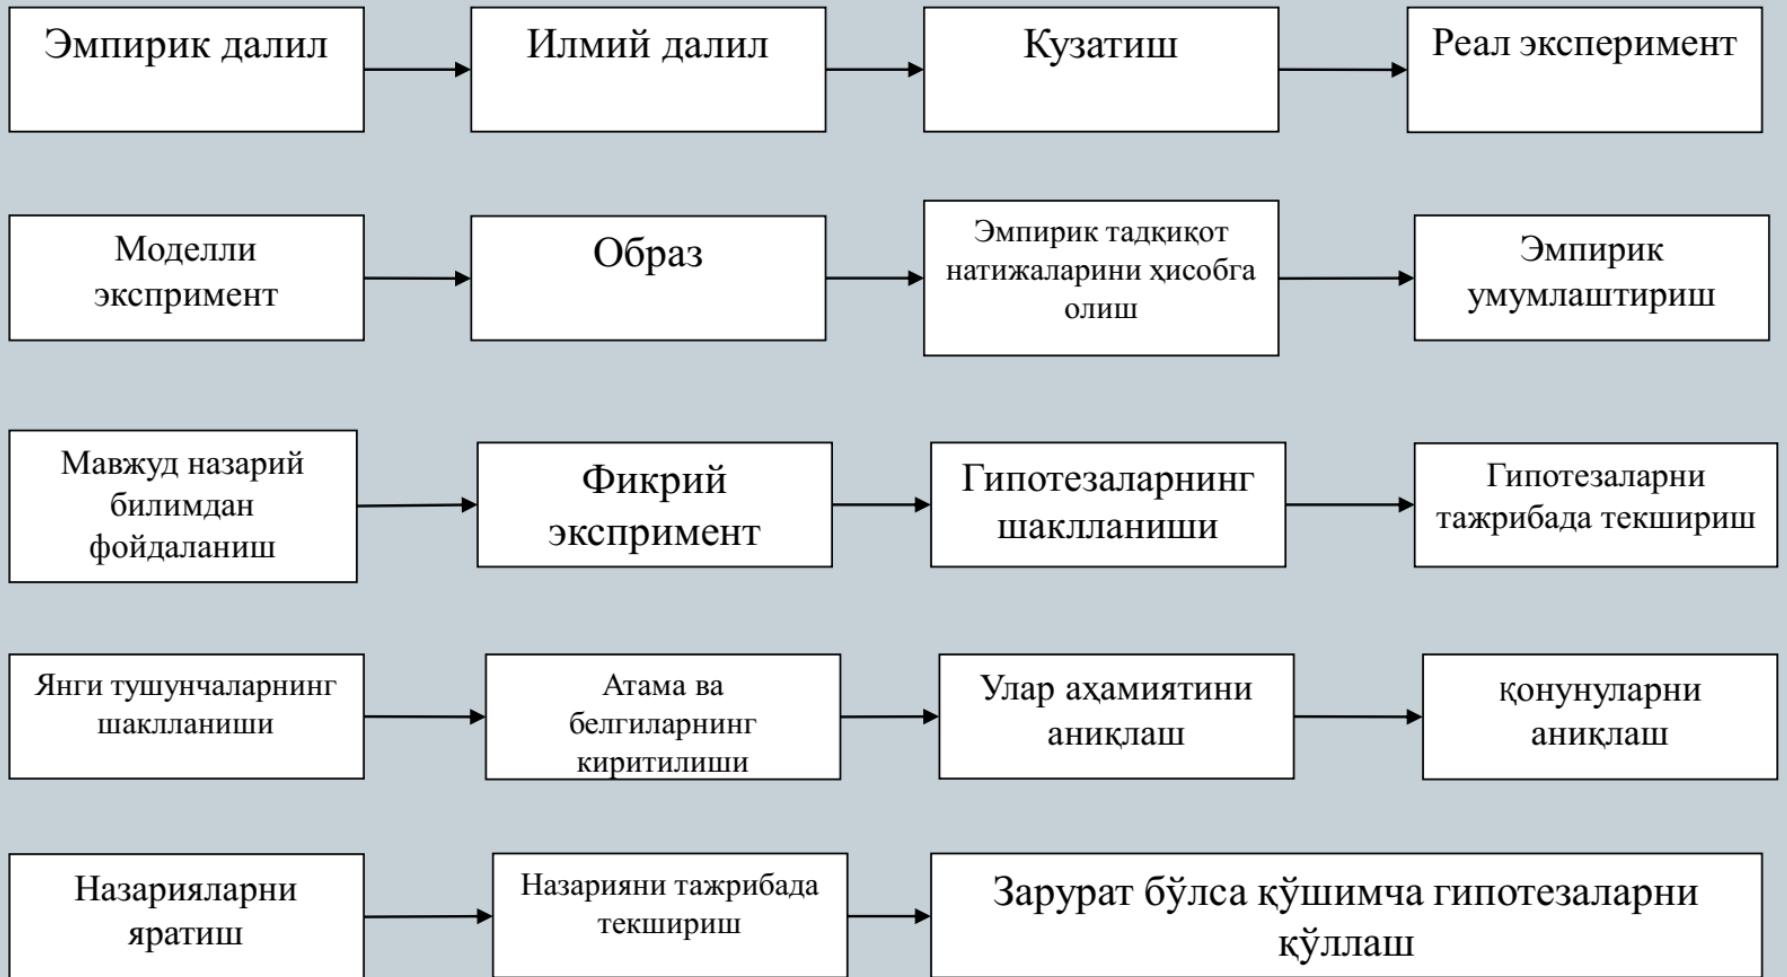 Эмпирик далил
Илмий далил
Кузатиш
Реал эксперимент
Моделли
экспримент
Образ
Эмпирик тадқиқот
натижаларини ҳисобга
олиш
Эмпирик
умумлаштириш
Мавжуд назарий
билимдан
фойдаланиш
Фикрий
экспримент
Гипотезаларнинг
шаклланиши
Гипотезаларни
тажрибада текшириш
Янги тушунчаларнинг
шаклланиши
Атама ва
белгиларнинг
киритилиши
Улар аҳамиятини
аниқлаш
қонунуларни
аниқлаш
Назарияларни
яратиш
Назарияни тажрибада
текшириш
Зарурат бўлса қўшимча гипотезаларни
қўллаш